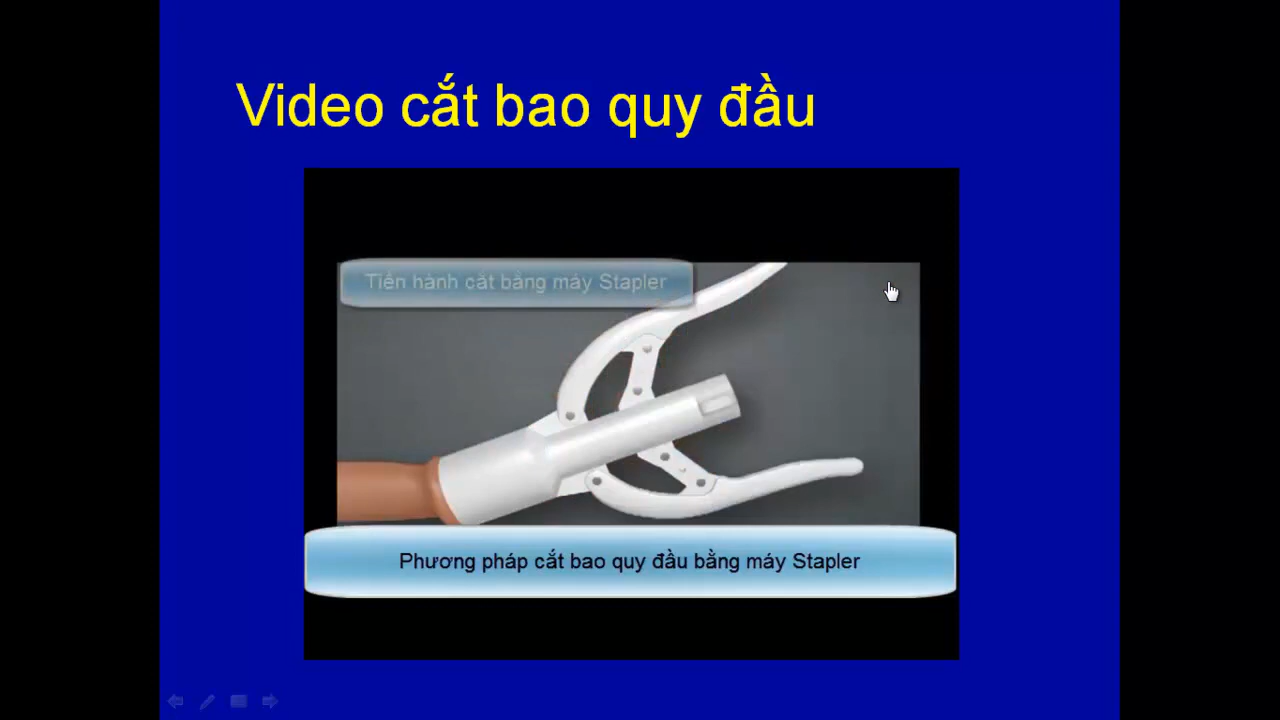 Video cắt bao quy đầu
Tiến hành cắt bằng máy Stapler
Phương pháp cắt bao quy đầu bằng máy Stapler